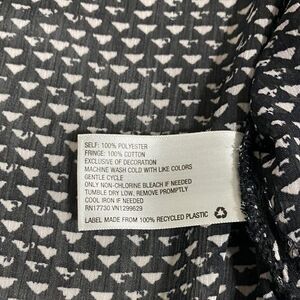 SELF: 100% POLYESTER
FRINGE: 100% COTTON
EXCLUSIVE OF DECORATION
MACHINE WASH COLD WITH LIKE COLORS
GENTLE CYCLE
ONLY NON-CHLORINE BLEACH IF NEEDED
TUMBLE DRY LOW, REMOVE PROMPTLY
COOL IRON IF NEEDED
RN17730 VN1299629
LABEL MADE FROM 100% RECYCLED PLASTIC